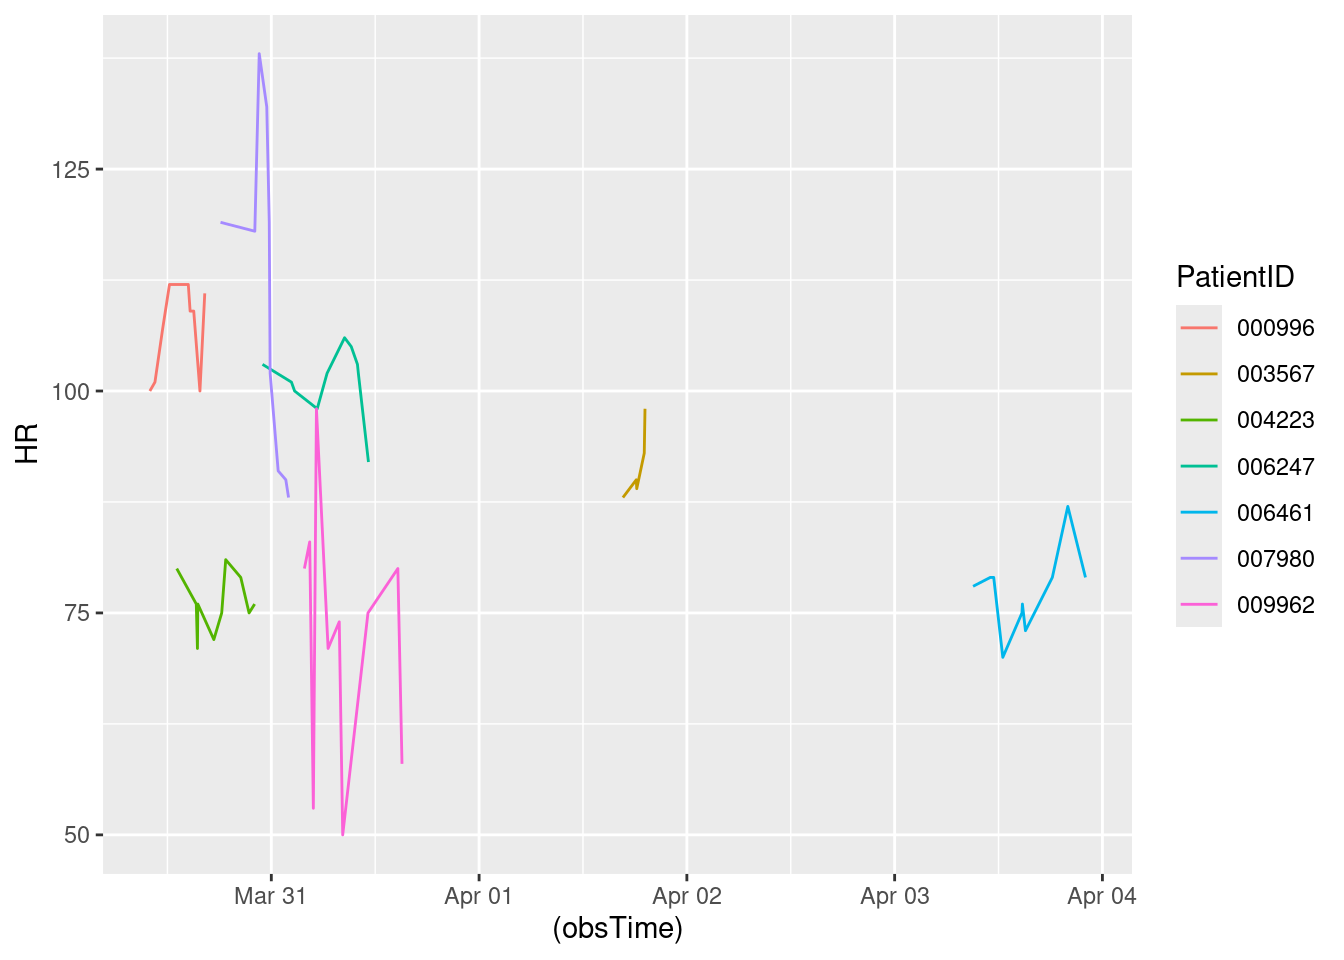 125
100
75
50
HR
Mar 31
Apr 01
Apr 02
Apr 03
Apr 04
(obsTime)
PatientID
000996
003567
004223
006247
006461
007980
009962